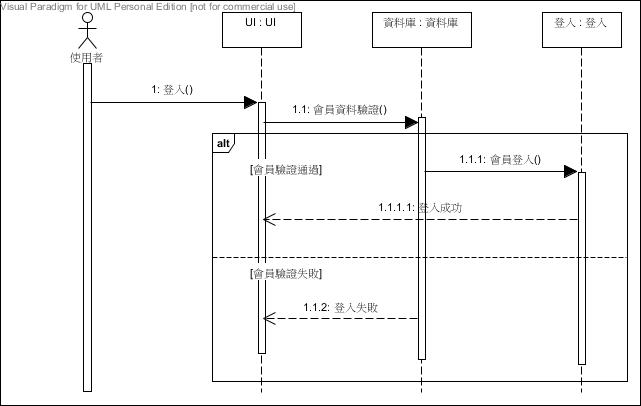 Visual Paradigm for UML Personal Edition [not for commercial use]
UI : UI
資料庫 : 資料庫
登入 : 登入
使用者
1: 登入()
1.1: 會員資料驗證()
alt
1.1.1: 會員登入()
[會員驗證通過]
1.1.1.1: 登入成功
[會員驗證失敗]
1.1.2: 登入失敗